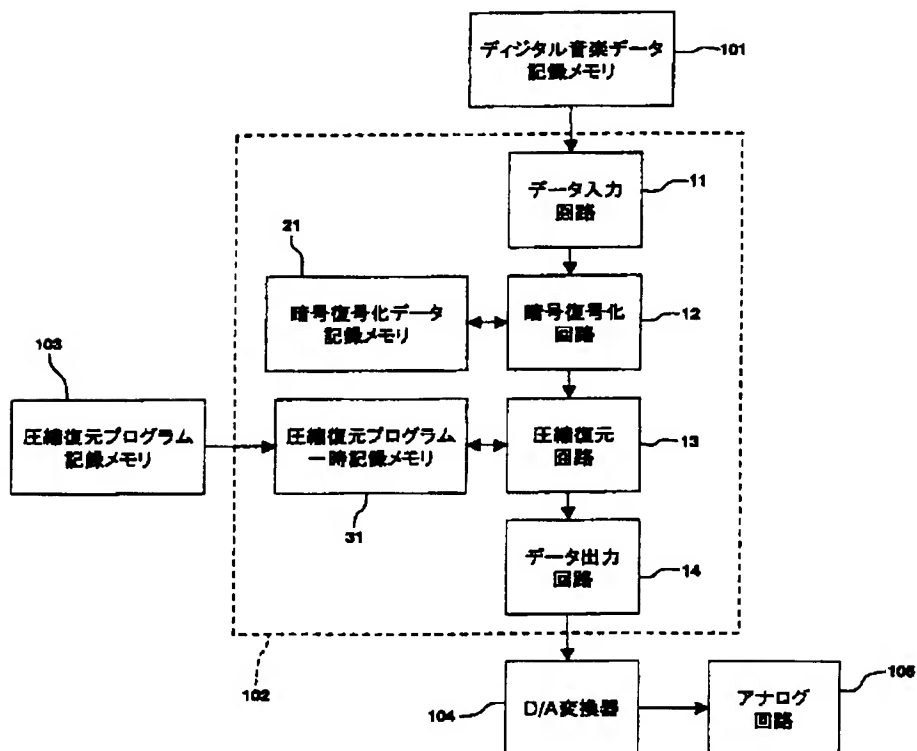 ディジタル音楽データ
記録メモリ
101
データ入力
回路
11
21
暗号復号化データ
記録メモリ
暗号復号化
回路
12
103
圧縮復元プログラム
記録メモリ
圧縮復元プログラム
一時記録メモリ
圧縮復元
回路
13
31
データ出力
回路
14
102
104
D/A変換器
アナログ
回路
105